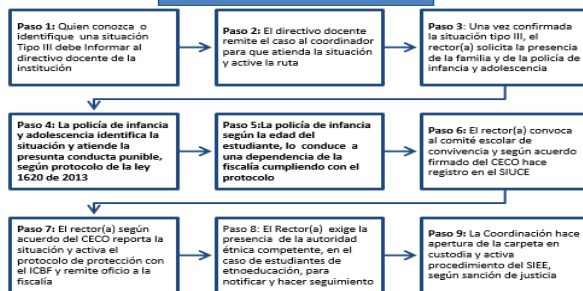 Paso 1: Quien conozca o
identifique una situación
Tipo III debe Informar al
directivo docente de la
institución
Paso 2: El directivo docente
remite el caso al coordinador
para que atienda la situación
y active la ruta
Paso 3: Una vez confirmada
la situación tipo III, el
rector(a) solicita la presencia
de la familia y de la policía de
infancia y adolescencia
Paso 4: La policía de infancia
y adolescencia identifica la
situación y atiende la
presunta conducta punible,
según protocolo de la ley
1620 de 2013
Paso 5:La policía de infancia
según la edad del
estudiante, lo conduce a
una dependencia de la
fiscalía cumpliendo con el
protocolo
Paso 6: El rector(a) convoca
al comité escolar de
convivencia y según acuerdo
firmado del CECO hace
registro en el SIUCE
Paso 7: El rector(a) según
acuerdo del CECO reporta la
situación y activa el
protocolo de protección con
el ICBF y remite oficio a la
fiscalía
Paso 8: El Rector(a) exige la
presencia de la autoridad
étnica competente, en el
caso de estudiantes de
etnoeducación, para
notificar y hacer seguimiento
Paso 9: La Coordinación hace
apertura de la carpeta en
custodia y activa
procedimiento del SIEE,
según sanción de justicia